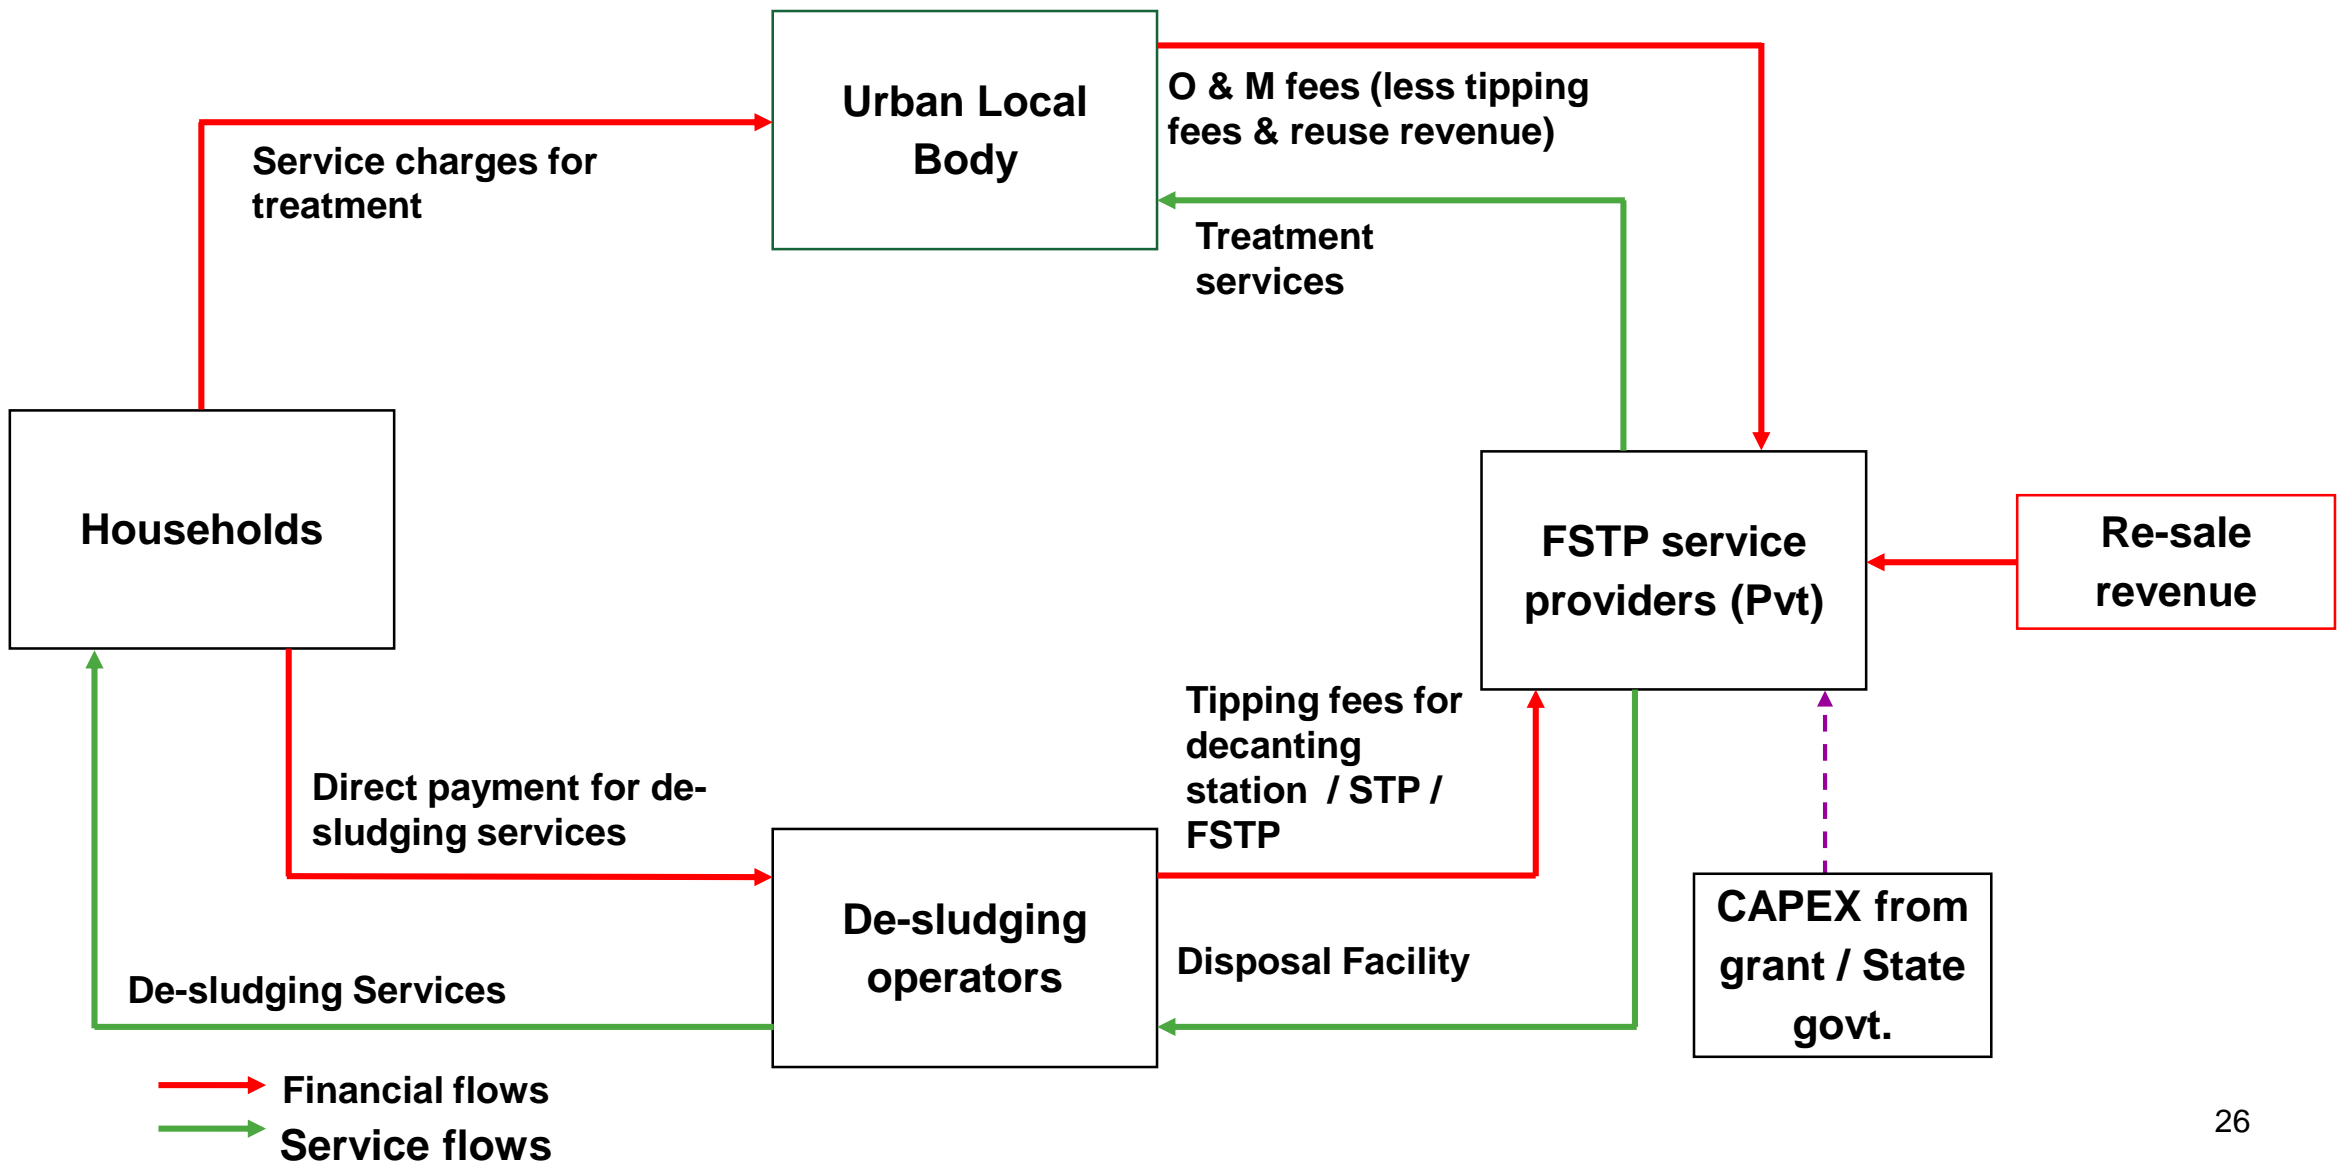 Urban Local
Body
O & M fees (less tipping
fees & reuse revenue)
Service charges for
treatment
Treatment
services
Households
FSTP service
providers (Pvt)
Re-sale
revenue
Tipping fees for
decanting
station  / STP /
FSTP
Direct payment for de-
sludging services
De-sludging
operators
CAPEX from
grant / State
govt.
Disposal Facility
De-sludging Services
Financial flows
Service flows
26